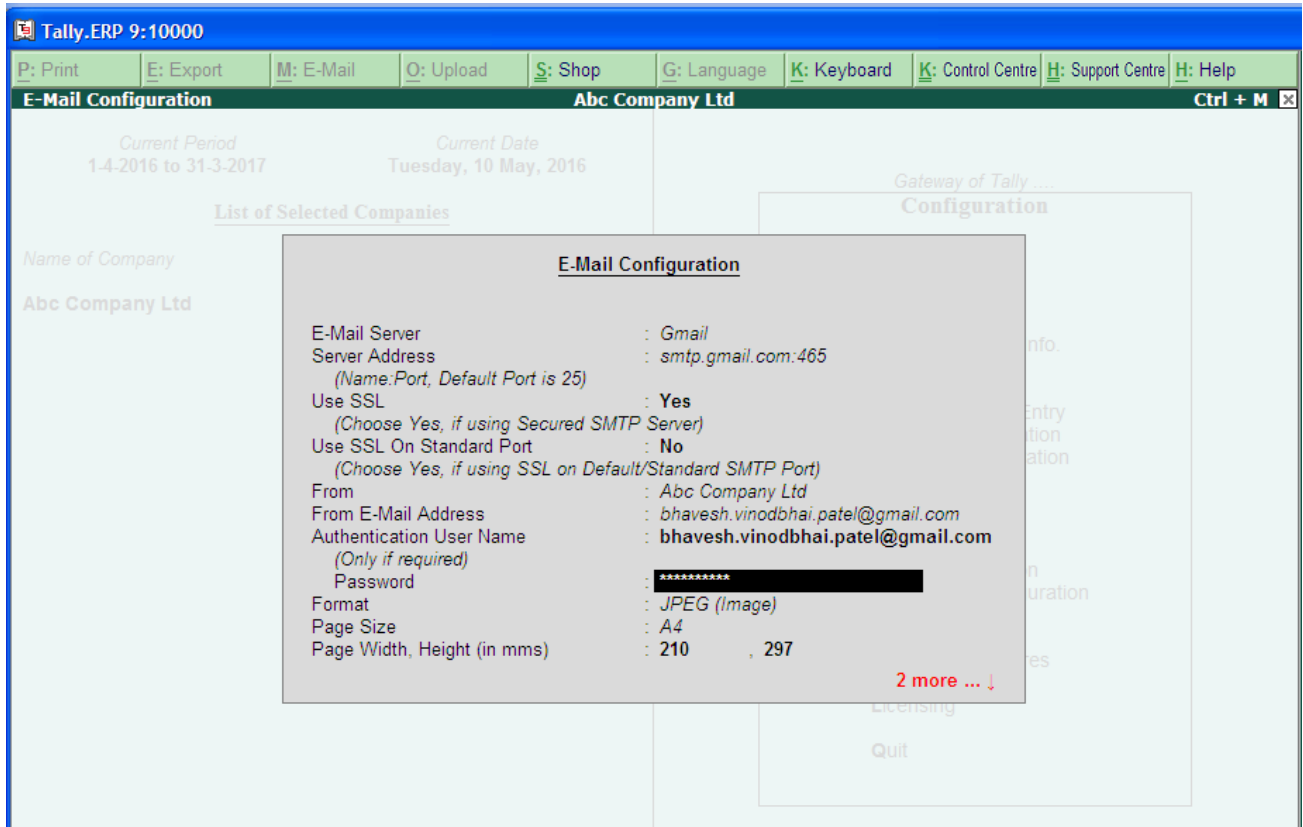 Tally.ERP 9:10000
P: Print E: Export M: E-Mail O: Upload S: Shop G: Language K: Keyboard K: Control Centre H: Support Centre H: Help
E-Mail Configuration Abc Company Ltd Ctrl + M
Current Period Current Date
1-4-2016 to 31-3-2017 Tuesday, 10 May, 2016
Gateway of Tally ....
List of Selected Companies Configuration
Name of Company
Abc Company Ltd
E-Mail Configuration
E-Mail Server : Gmail
Server Address : smtp.gmail.com:465
(Name:Port, Default Port is 25)
Use SSL : Yes
(Choose Yes, if using Secured SMTP Server)
Use SSL On Standard Port : No
(Choose Yes, if using SSL on Default/Standard SMTP Port)
From : Abc Company Ltd
From E-Mail Address : bhavesh.vinodbhai.patel@gmail.com
Authentication User Name : bhavesh.vinodbhai.patel@gmail.com
(Only if required)
Password : **********
Format : JPEG (Image)
Page Size : A4
Page Width, Height (in mms) : 210 , 297
2 more ... ↓
Licensing
Quit